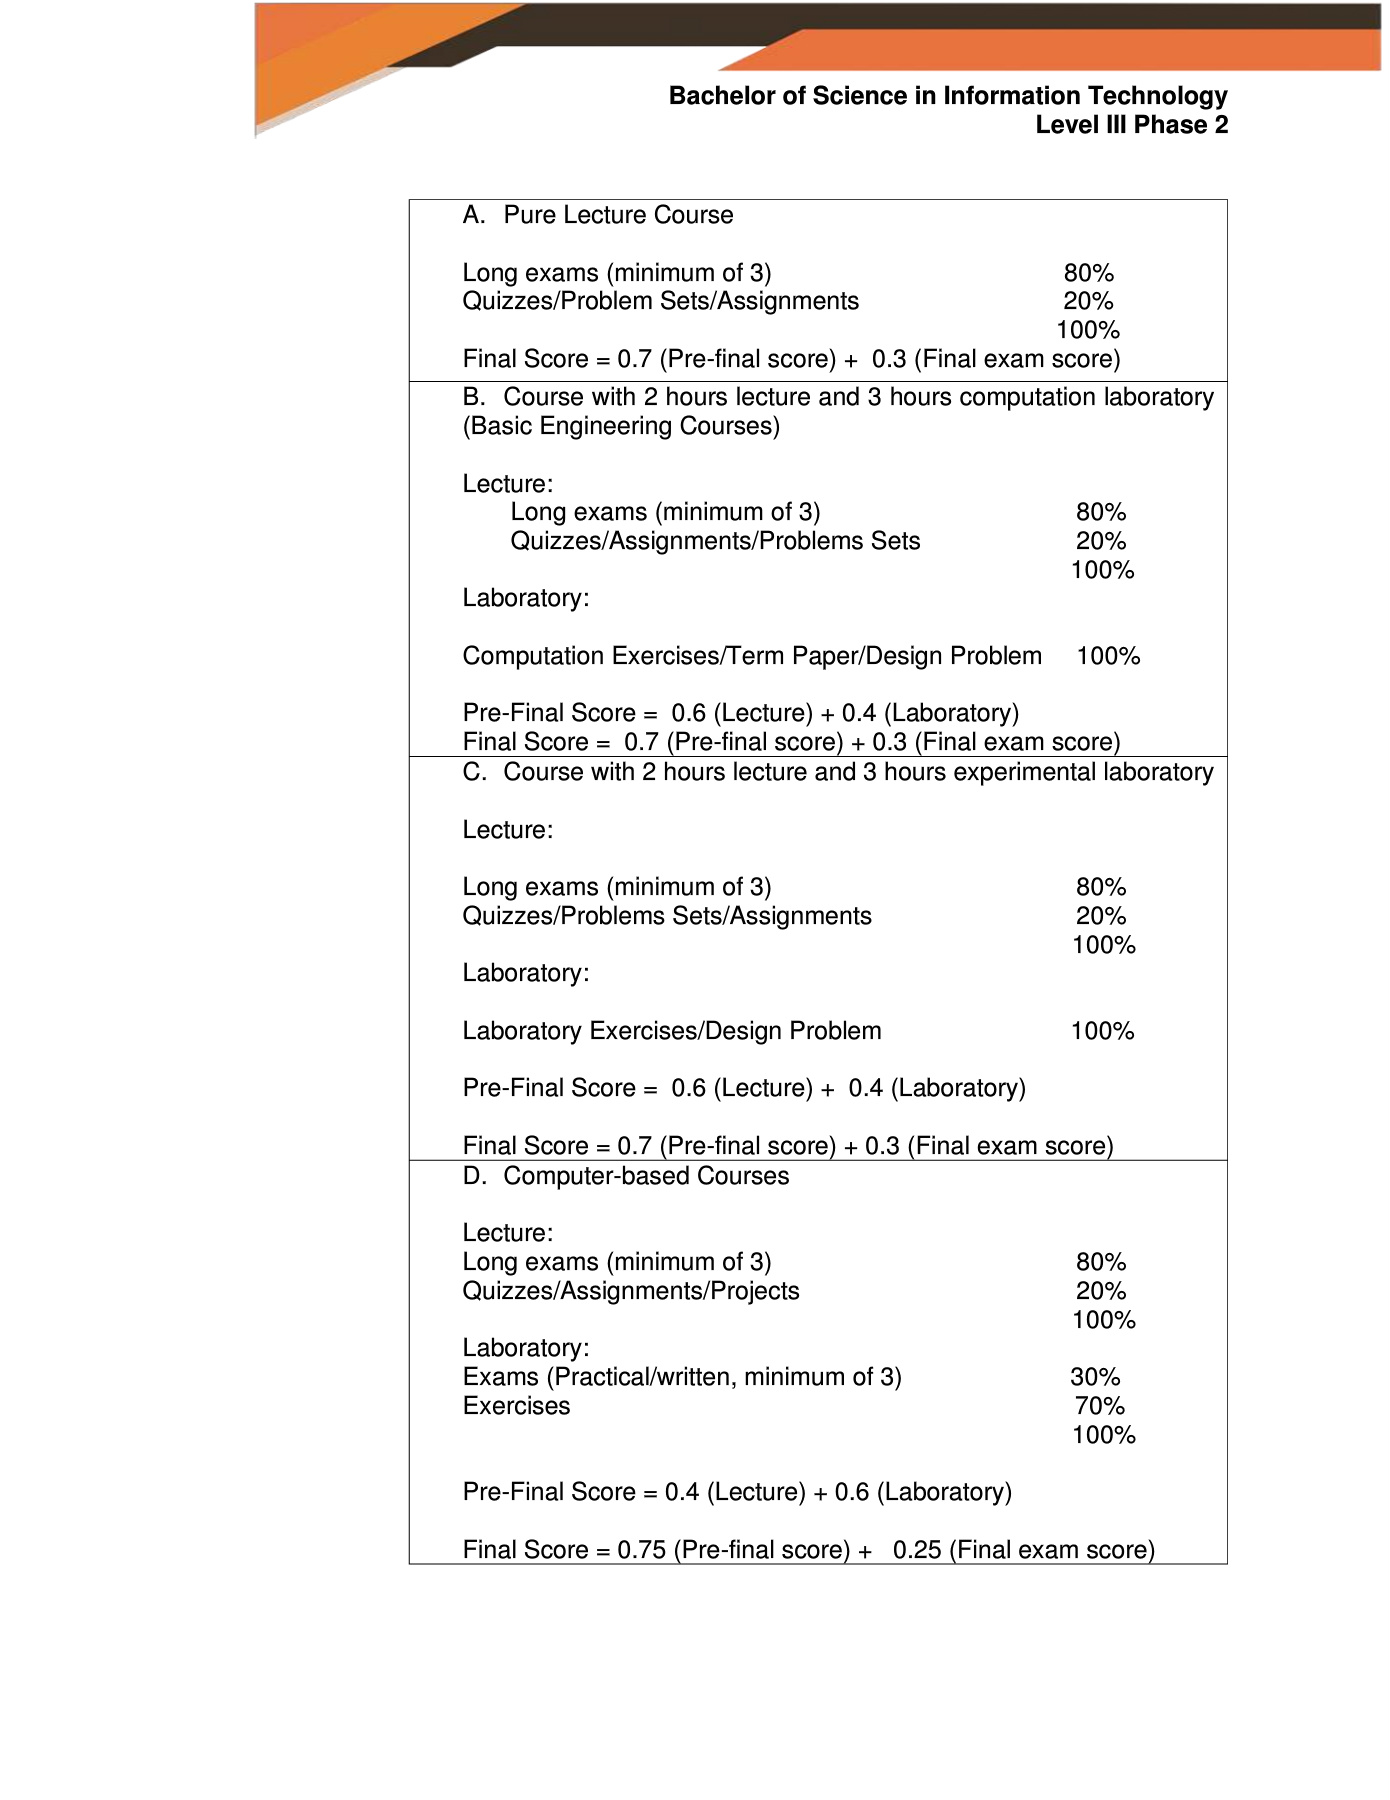 Bachelor of Science in Information Technology
Level III Phase 2
A. Pure Lecture Course
Long exams (minimum of 3) 80%
Quizzes/Problem Sets/Assignments 20%
100%
Final Score = 0.7 (Pre-final score) + 0.3 (Final exam score)
B. Course with 2 hours lecture and 3 hours computation laboratory
(Basic Engineering Courses)
Lecture:
Long exams (minimum of 3) 80%
Quizzes/Assignments/Problems Sets 20%
100%
Laboratory:
Computation Exercises/Term Paper/Design Problem 100%
Pre-Final Score = 0.6 (Lecture) + 0.4 (Laboratory)
Final Score = 0.7 (Pre-final score) + 0.3 (Final exam score)
C. Course with 2 hours lecture and 3 hours experimental laboratory
Lecture:
Long exams (minimum of 3) 80%
Quizzes/Problems Sets/Assignments 20%
100%
Laboratory:
Laboratory Exercises/Design Problem 100%
Pre-Final Score = 0.6 (Lecture) + 0.4 (Laboratory)
Final Score = 0.7 (Pre-final score) + 0.3 (Final exam score)
D. Computer-based Courses
Lecture:
Long exams (minimum of 3) 80%
Quizzes/Assignments/Projects 20%
100%
Laboratory:
Exams (Practical/written, minimum of 3) 30%
Exercises 70%
100%
Pre-Final Score = 0.4 (Lecture) + 0.6 (Laboratory)
Final Score = 0.75 (Pre-final score) + 0.25 (Final exam score)